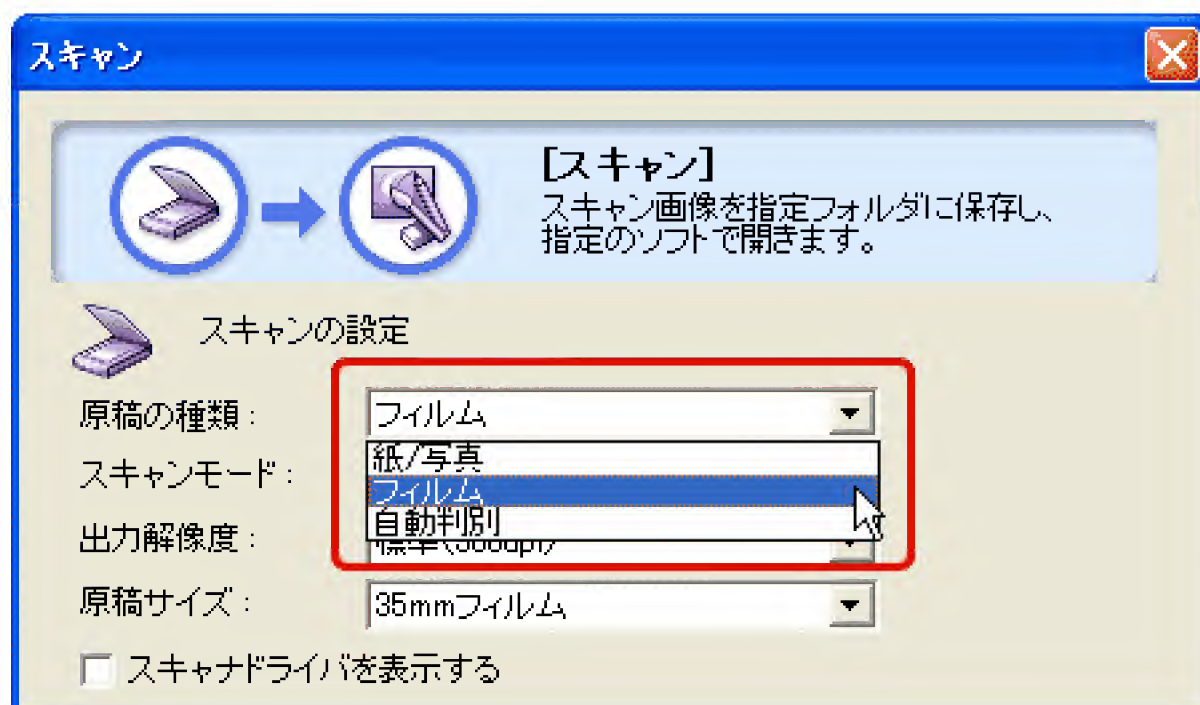 スキャン
[スキャン]
スキャン画像を指定フォルダに保存し、
指定のソフトで開きます。
スキャンの設定
原稿の種類：
フィルム
紙/写真
スキャンモード：
フィルム
自動判別
出力解像度：
原稿サイズ：
35mmフィルム
スキャナドライバを表示する